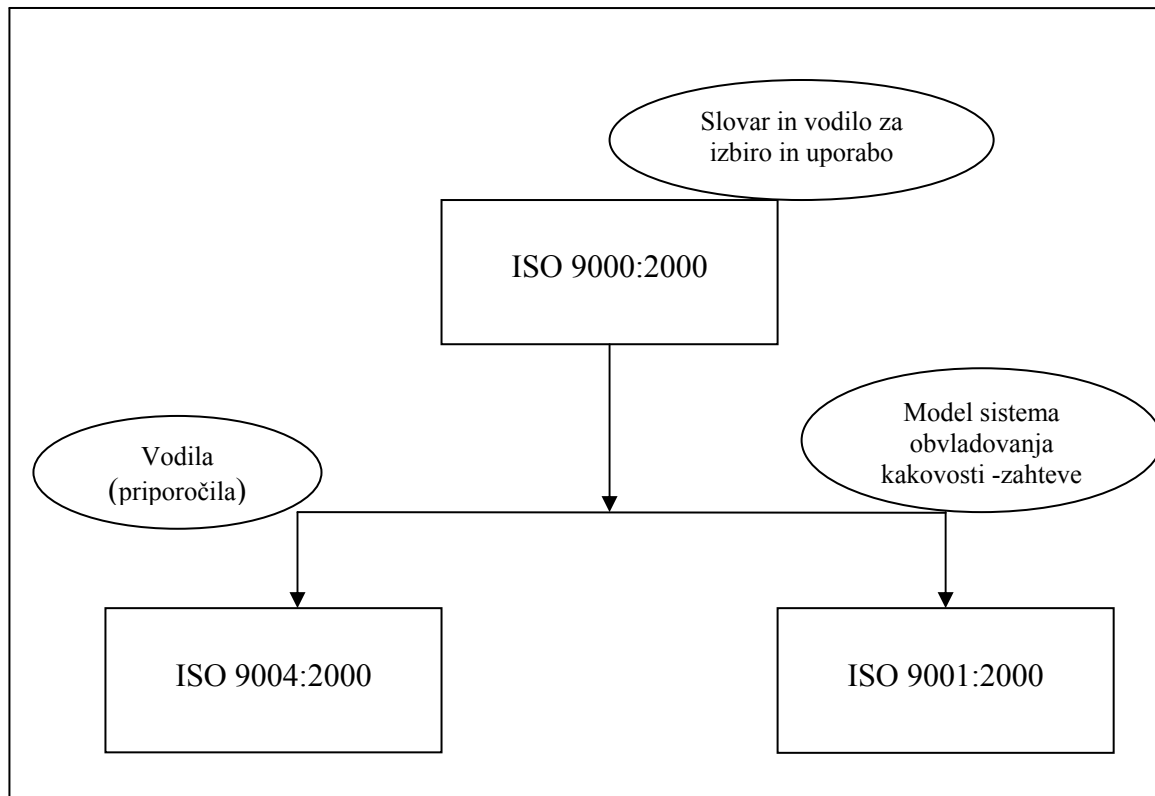 Slovar in vodilo za
izbiro in uporabo
ISO 9000:2000
Vodila
(priporočila)
Model sistema
obvladovanja
kakovosti -zahteve
ISO 9004:2000
ISO 9001:2000